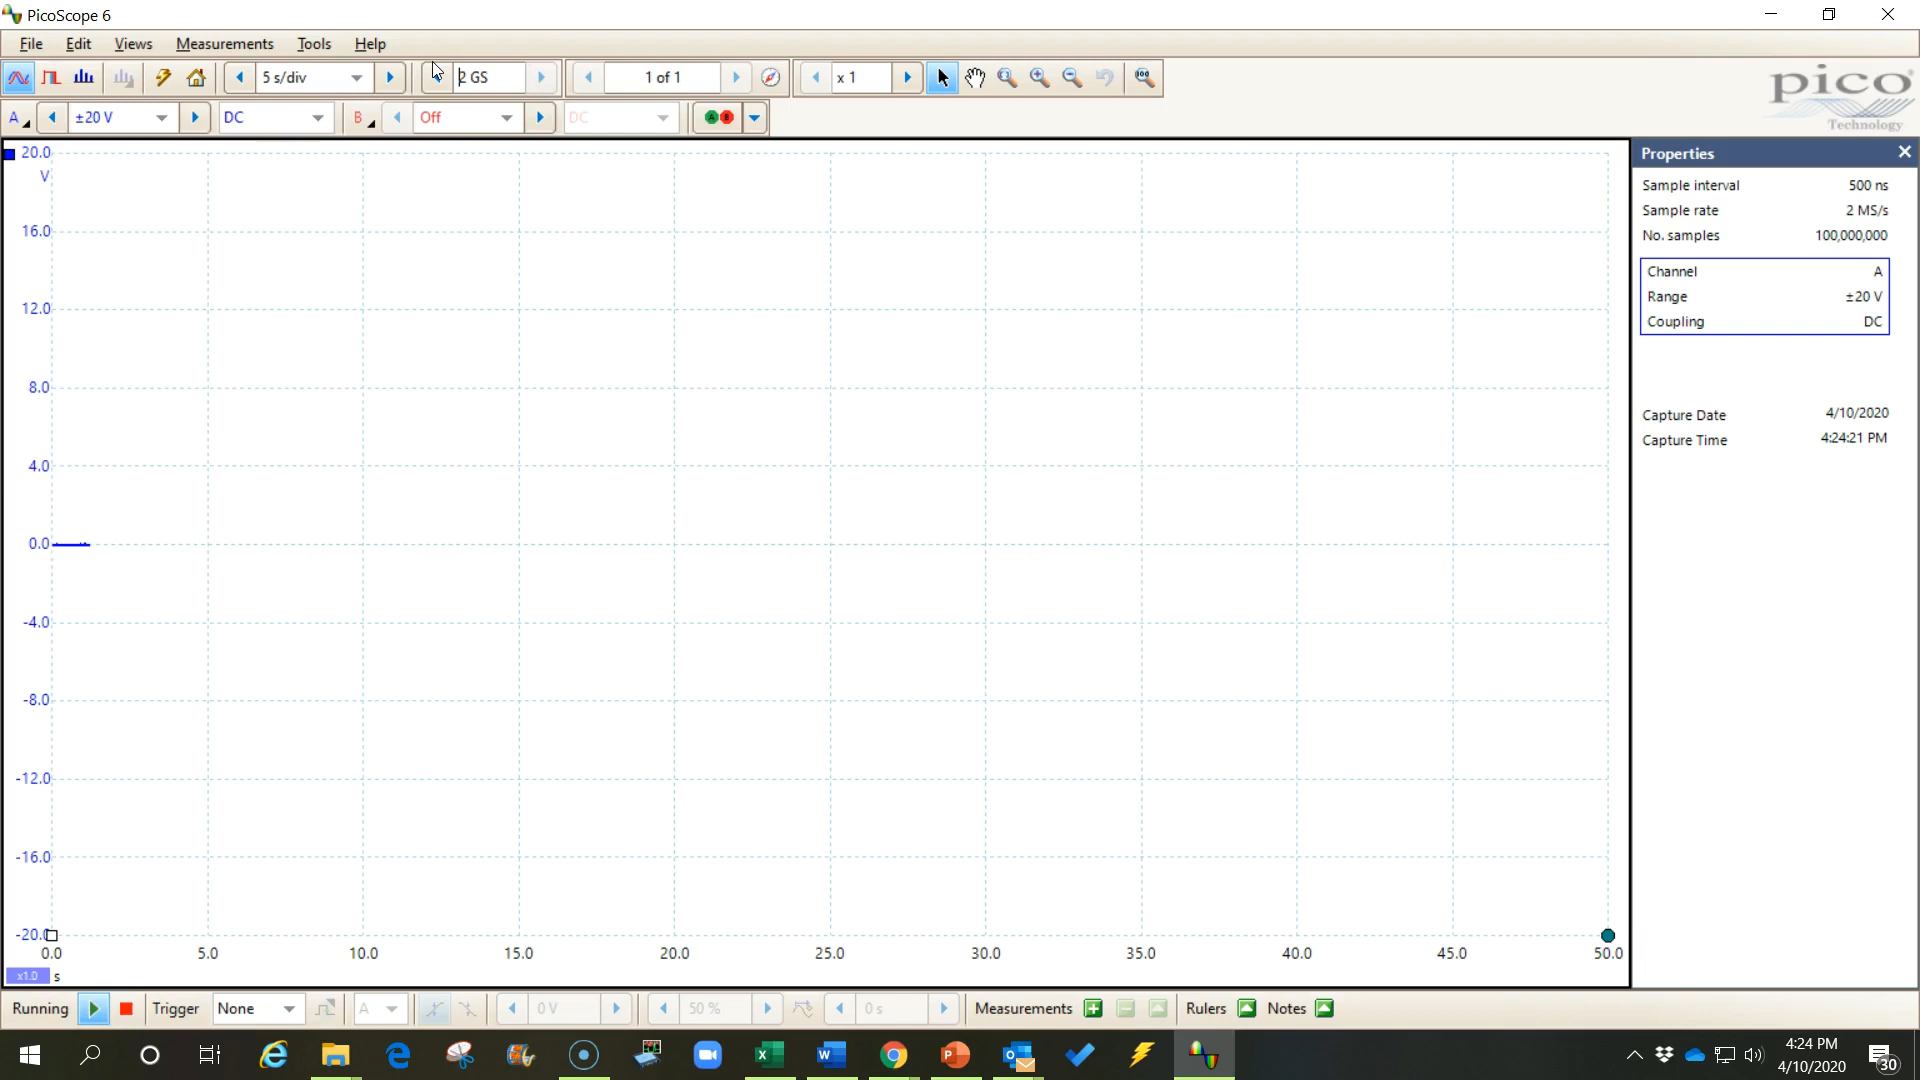 PicoScope 6
File Edit Views Measurements Tools Help
5 s/div 2 GS 1 of 1 x 1
A ±20 V DC B Off DC
pico
Technology
20.0
V
16.0
12.0
8.0
4.0
0.0
-4.0
-8.0
-12.0
-16.0
-20.0
0.0 5.0 10.0 15.0 20.0 25.0 30.0 35.0 40.0 45.0 50.0
x1.0 s
Properties
Sample interval 500 ns
Sample rate 2 MS/s
No. samples 100,000,000
Channel A
Range ±20 V
Coupling DC
Capture Date 4/10/2020
Capture Time 4:24:21 PM
Running Trigger None A 0 V 50 % 0 s Measurements Rulers Notes
4:24 PM
4/10/2020
30